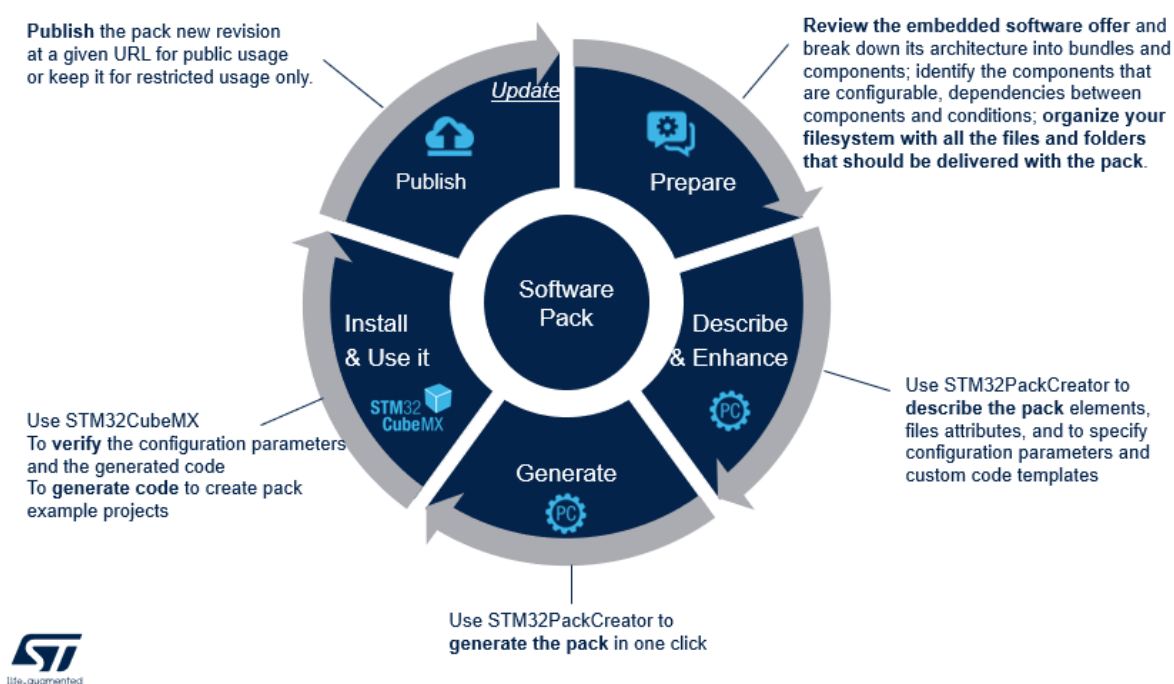 Publish the pack new revision
at a given URL for public usage
or keep it for restricted usage only.
Review the embedded software offer and
break down its architecture into bundles and
components; identify the components that
are configurable, dependencies between
components and conditions; organize your
filesystem with all the files and folders
that should be delivered with the pack.
Update
Publish
Prepare
Software
Pack
Install
& Use it
STM32
CubeMX
Describe
& Enhance
PC
Generate
PC
Use STM32CubeMX
To verify the configuration parameters
and the generated code
To generate code to create pack
example projects
Use STM32PackCreator to
describe the pack elements,
files attributes, and to specify
configuration parameters and
custom code templates
Use STM32PackCreator to
generate the pack in one click
ST
life.augmented